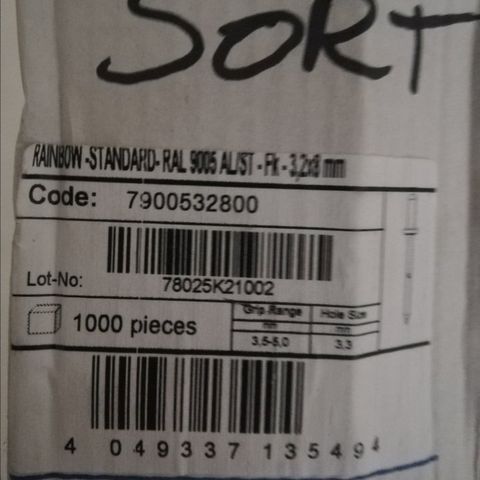 SORT
RAINBOW -STANDARD- RAL 9005 AL/ST - Fk - 3,2x8 mm
Code: 7900532800
Lot-No: 78025K21002
1000 pieces
Grip Range Hole Size
mm mm
3,5-5,0 3,3
4 049337 135494